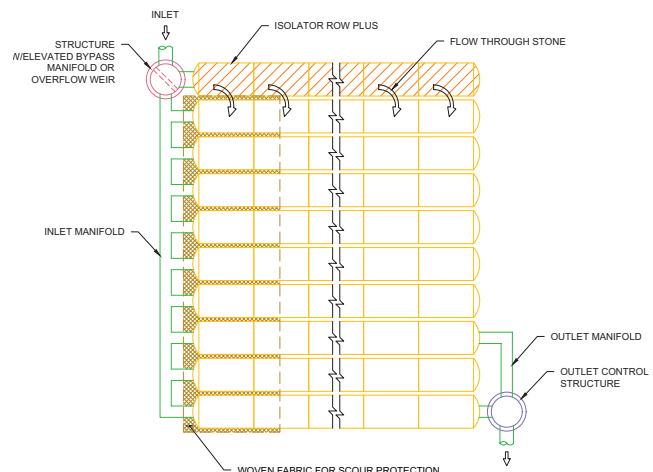 INLET
ISOLATOR ROW PLUS
STRUCTURE
W/ELEVATED BYPASS
MANIFOLD OR
OVERFLOW WEIR
FLOW THROUGH STONE
INLET MANIFOLD
OUTLET MANIFOLD
OUTLET CONTROL
STRUCTURE
WOVEN FABRIC FOR SCOUR PROTECTION